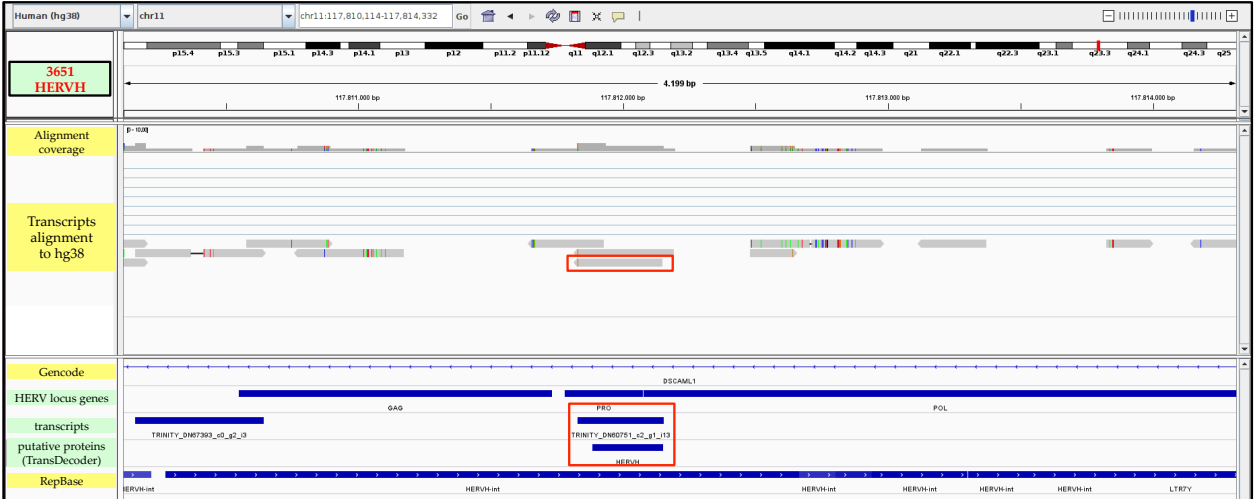 Human (hg38) chr11 chr11:117,810,114-117,814,332 Go
p15.4 p15.3 p15.1 p14.3 p14.1 p13 p12 p11.2 p11.12 q11 q12.1 q12.3 q13.2 q13.4 q13.5 q14.1 q14.2 q14.3 q21 q22.1 q22.3 q23.1 q23.3 q24.1 q24.3 q25
3651
HERVH
4.199 bp
117.811.000 bp 117.812.000 bp 117.813.000 bp 117.814.000 bp
Alignment
coverage
[0 - 10.00]
Transcripts
alignment
to hg38
Gencode
DSCAML1
HERV locus genes
GAG PRO POL
transcripts
TRINITY_DN67393_c0_g2_i3 TRINITY_DN60751_c2_g1_i13
putative proteins
(TransDecoder)
HERVH
RepBase
ERVH-int HERVH-int HERVH-int HERVH-int HERVH-int HERVH-int LTR7Y